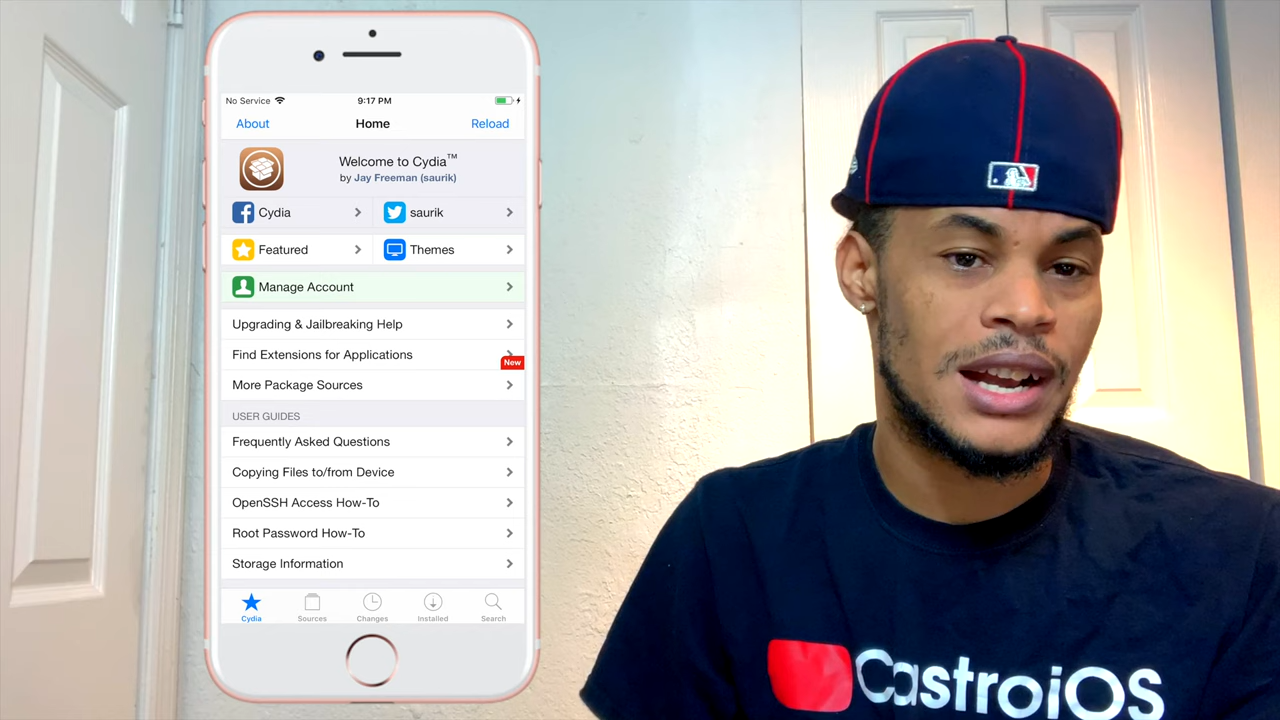 No Service 9:17 PM
About Home Reload
Welcome to Cydia™
by Jay Freeman (saurik)
Cydia saurik
Featured Themes
Manage Account
Upgrading & Jailbreaking Help
Find Extensions for Applications
New
More Package Sources
USER GUIDES
Frequently Asked Questions
Copying Files to/from Device
OpenSSH Access How-To
Root Password How-To
Storage Information
Cydia Sources Changes Installed Search
CastroiOS